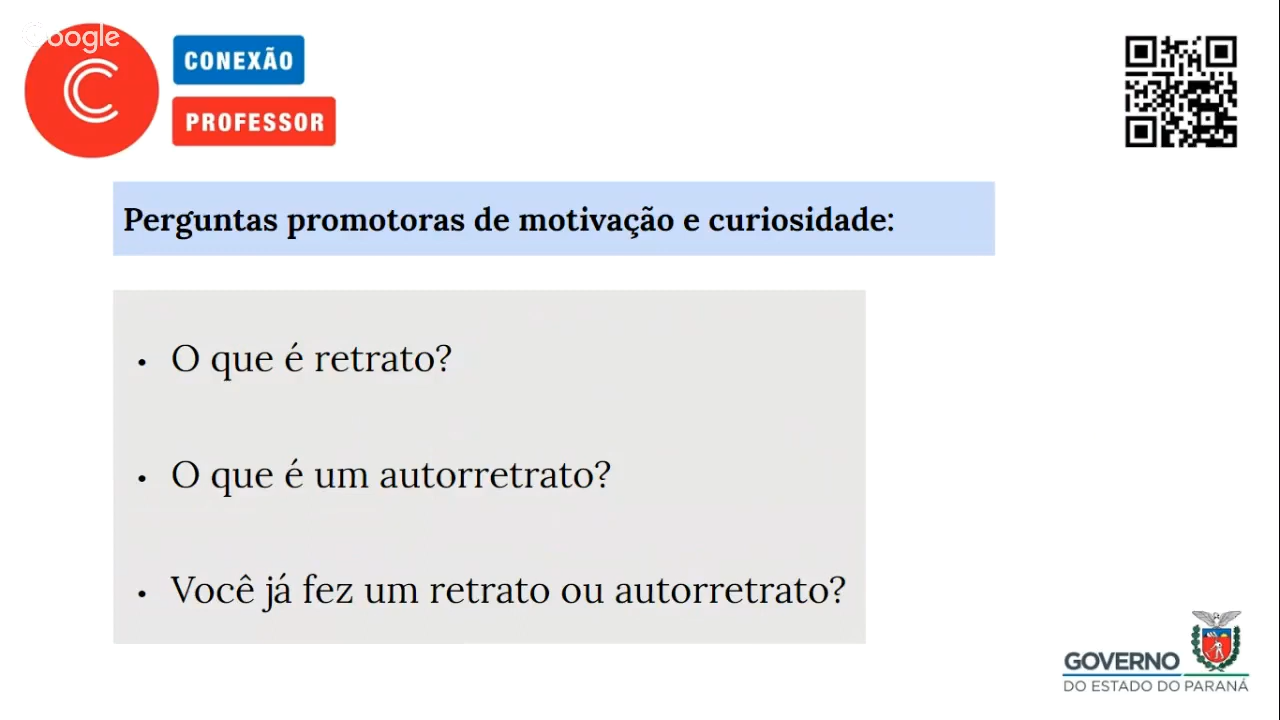 Google
CONEXÃO
PROFESSOR
Perguntas promotoras de motivação e curiosidade:
• O que é retrato?
• O que é um autorretrato?
• Você já fez um retrato ou autorretrato?
GOVERNO
DO ESTADO DO PARANÁ